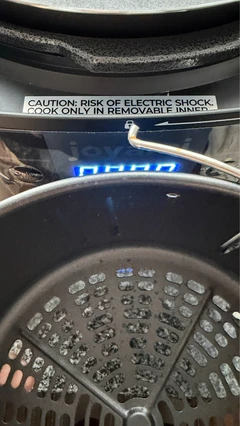 CAUTION: RISK OF ELECTRIC SHOCK.
COOK ONLY IN REMOVABLE INNER